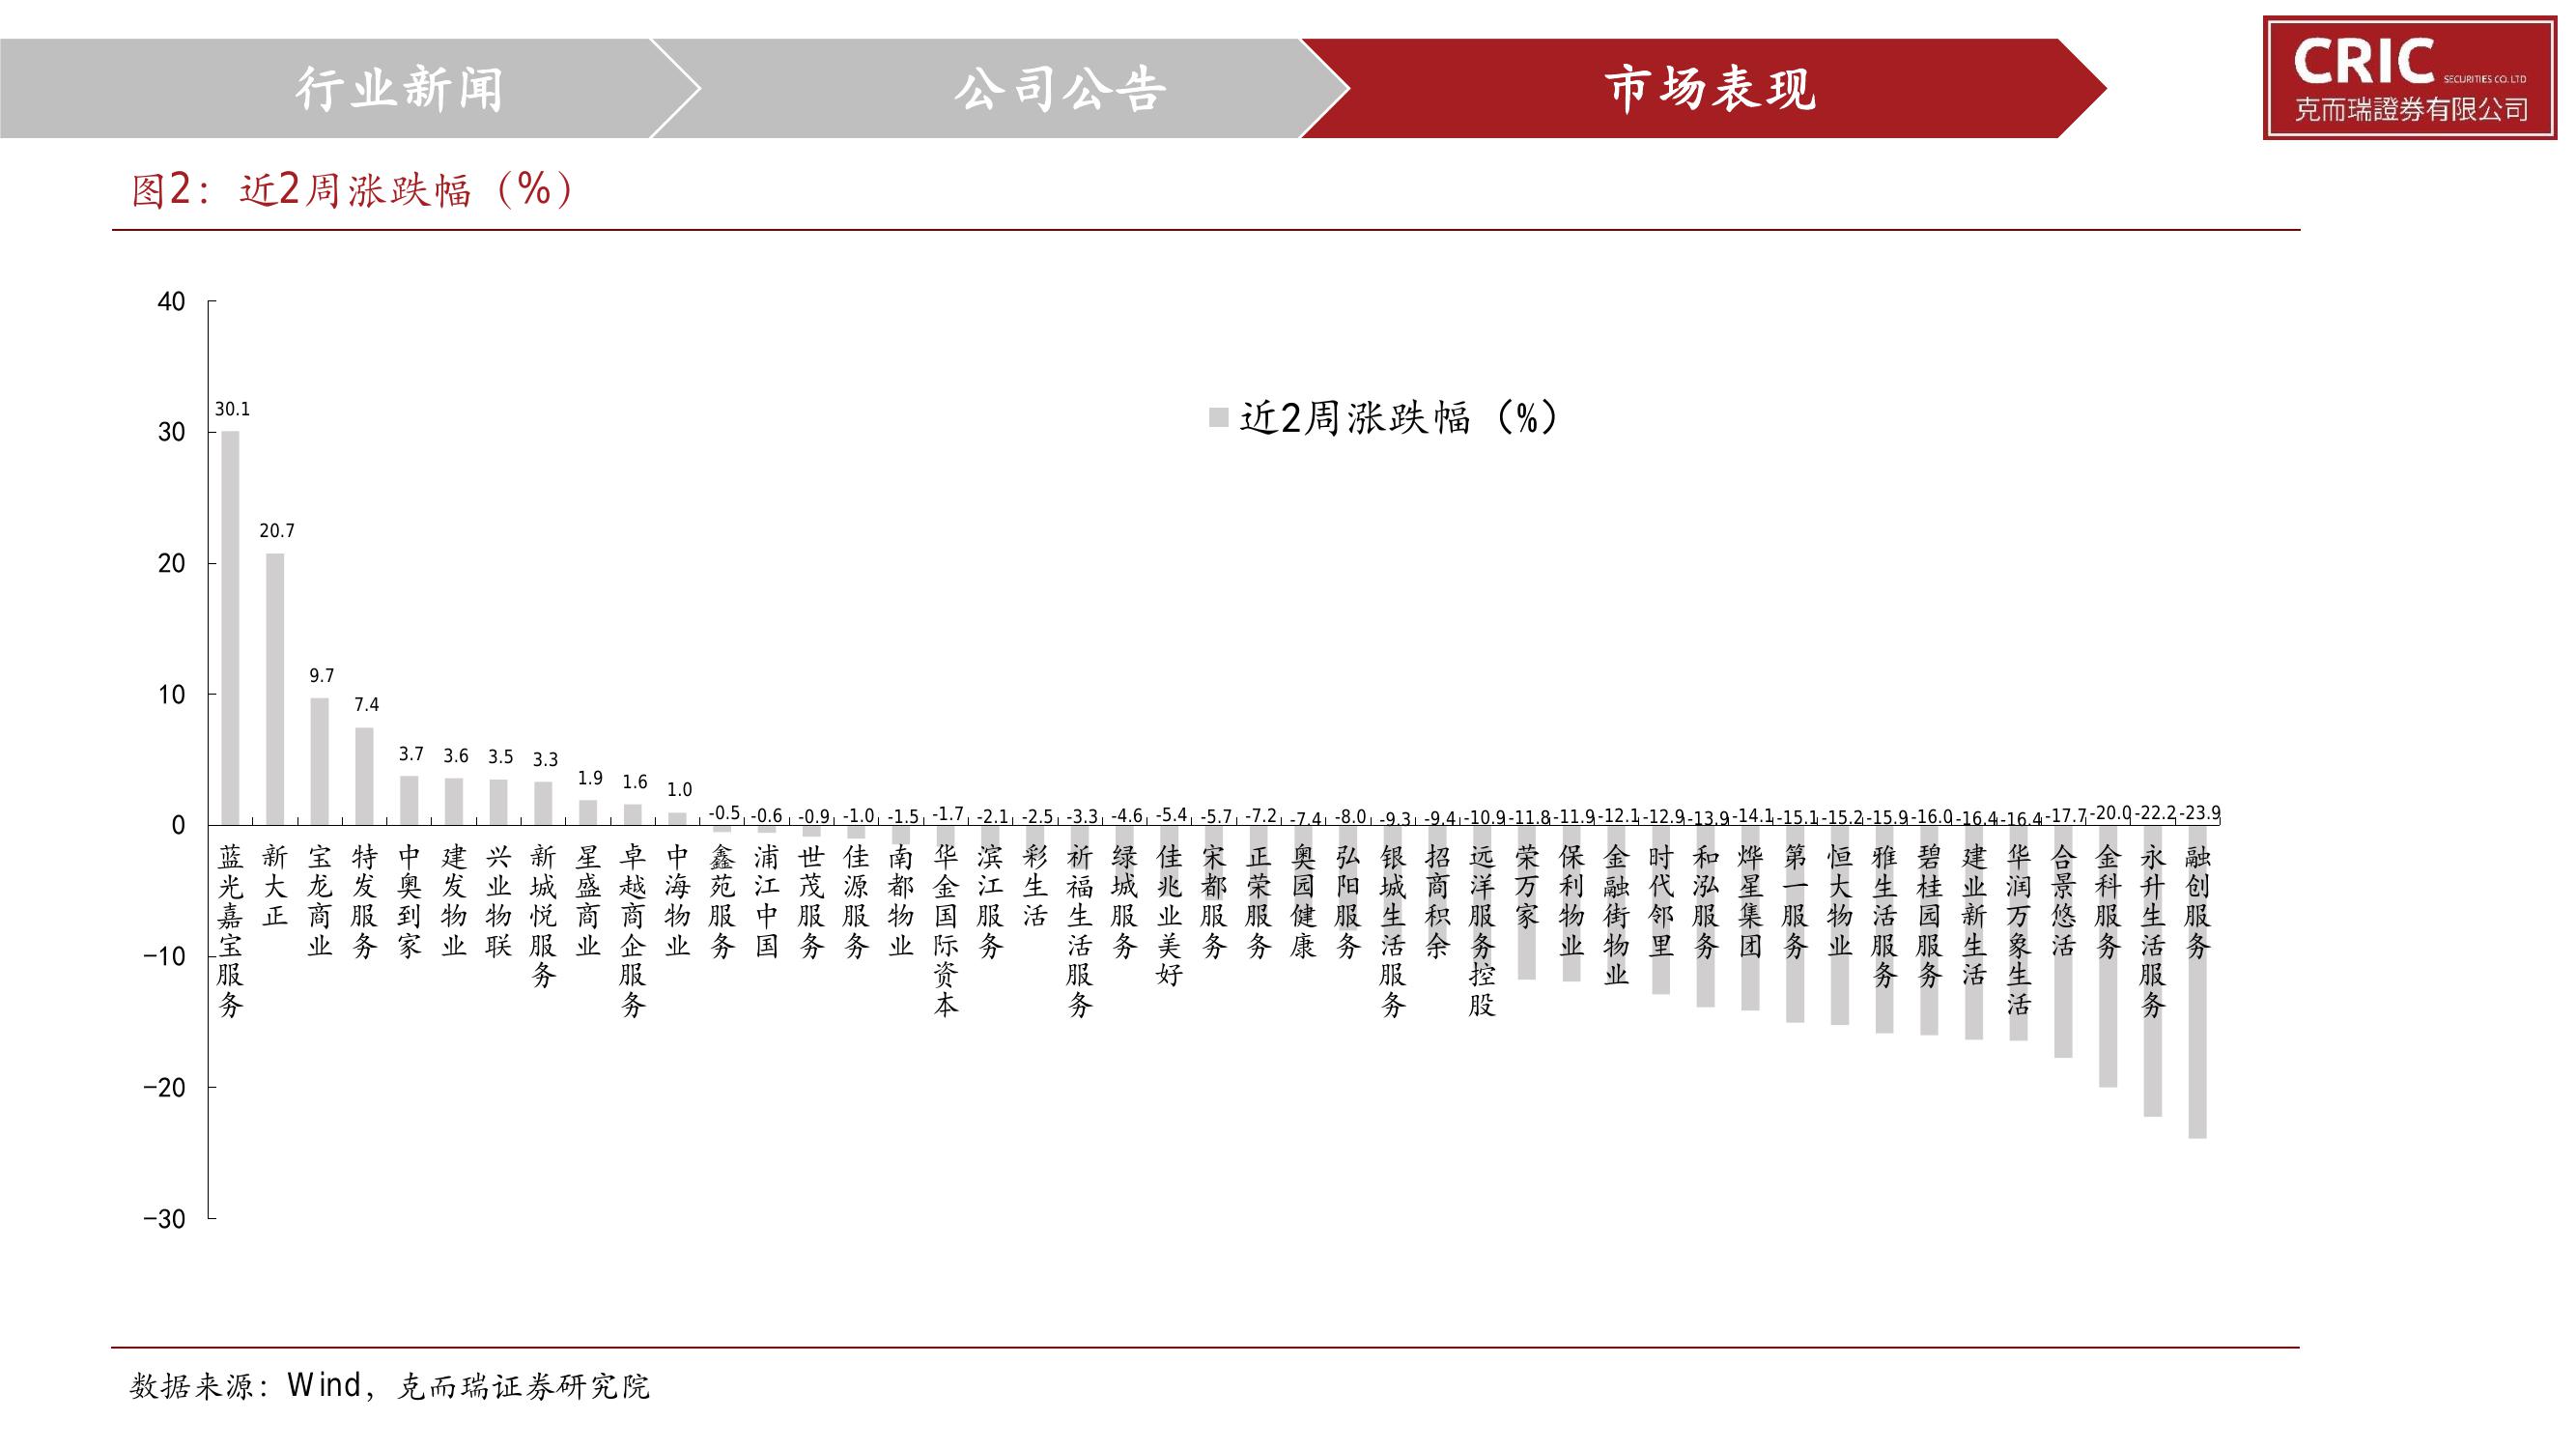 行业新闻
公司公告
市场表现
CRIC SECURITIES CO. LTD
克而瑞證券有限公司
图2：近2周涨跌幅（%）
近2周涨跌幅（%）
40
30
20
10
0
-10
-20
-30
30.1
20.7
9.7
7.4
3.7
3.6
3.5
3.3
1.9
1.6
1.0
-0.5
-0.6
-0.9
-1.0
-1.5
-1.7
-2.1
-2.5
-3.3
-4.6
-5.4
-5.7
-7.2
-7.4
-8.0
-9.3
-9.4
-10.9
-11.8
-11.9
-12.1
-12.9
-13.9
-14.1
-15.1
-15.2
-15.9
-16.0
-16.4
-16.4
-17.7
-20.0
-22.2
-23.9
蓝光嘉宝服务
新大正
宝龙商业
特发服务
中奥到家
建发物业
兴业物联
新城悦服务
星盛商业
卓越商企服务
中海物业
鑫苑服务
浦江中国
世茂服务
佳源服务
南都物业
华金国际资本
滨江服务
彩生活
祈福生活服务
绿城服务
佳兆业美好
宋都服务
正荣服务
奥园健康
弘阳服务
银城生活服务
招商积余
远洋服务控股
荣万家
保利物业
金融街物业
时代邻里
和泓服务
烨星集团
第一服务
恒大物业
雅生活服务
碧桂园服务
建业新生活
华润万象生活
合景悠活
金科服务
永升生活服务
融创服务
数据来源：Wind，克而瑞证券研究院